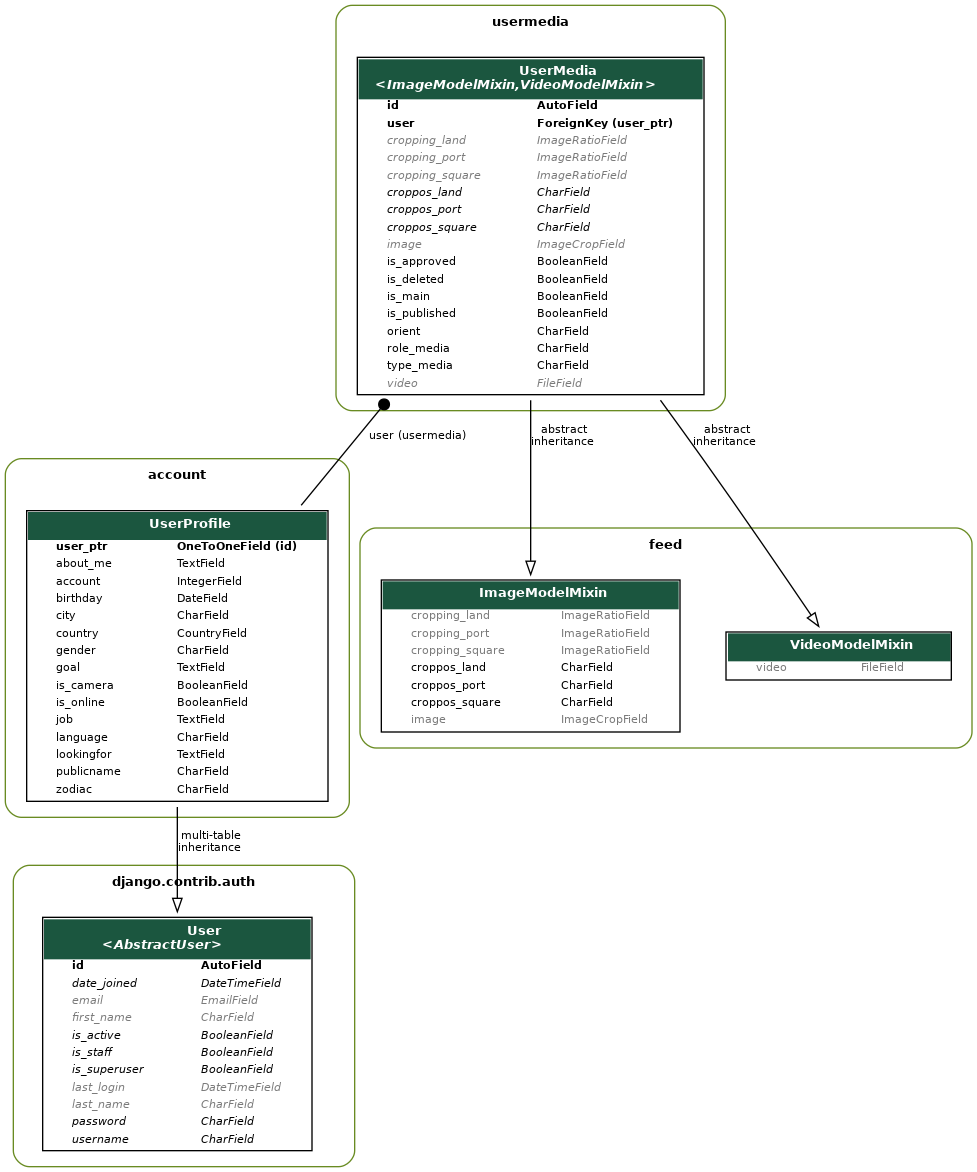 usermedia
UserMedia
<ImageModelMixin,VideoModelMixin>
id AutoField
user ForeignKey (user_ptr)
cropping_land ImageRatioField
cropping_port ImageRatioField
cropping_square ImageRatioField
croppos_land CharField
croppos_port CharField
croppos_square CharField
image ImageCropField
is_approved BooleanField
is_deleted BooleanField
is_main BooleanField
is_published BooleanField
orient CharField
role_media CharField
type_media CharField
video FileField
user (usermedia)
abstract
inheritance
abstract
inheritance
account
UserProfile
user_ptr OneToOneField (id)
about_me TextField
account IntegerField
birthday DateField
city CharField
country CountryField
gender CharField
goal TextField
is_camera BooleanField
is_online BooleanField
job TextField
language CharField
lookingfor TextField
publicname CharField
zodiac CharField
feed
ImageModelMixin
cropping_land ImageRatioField
cropping_port ImageRatioField
cropping_square ImageRatioField
croppos_land CharField
croppos_port CharField
croppos_square CharField
image ImageCropField
VideoModelMixin
video FileField
multi-table
inheritance
django.contrib.auth
User
<AbstractUser>
id AutoField
date_joined DateTimeField
email EmailField
first_name CharField
is_active BooleanField
is_staff BooleanField
is_superuser BooleanField
last_login DateTimeField
last_name CharField
password CharField
username CharField